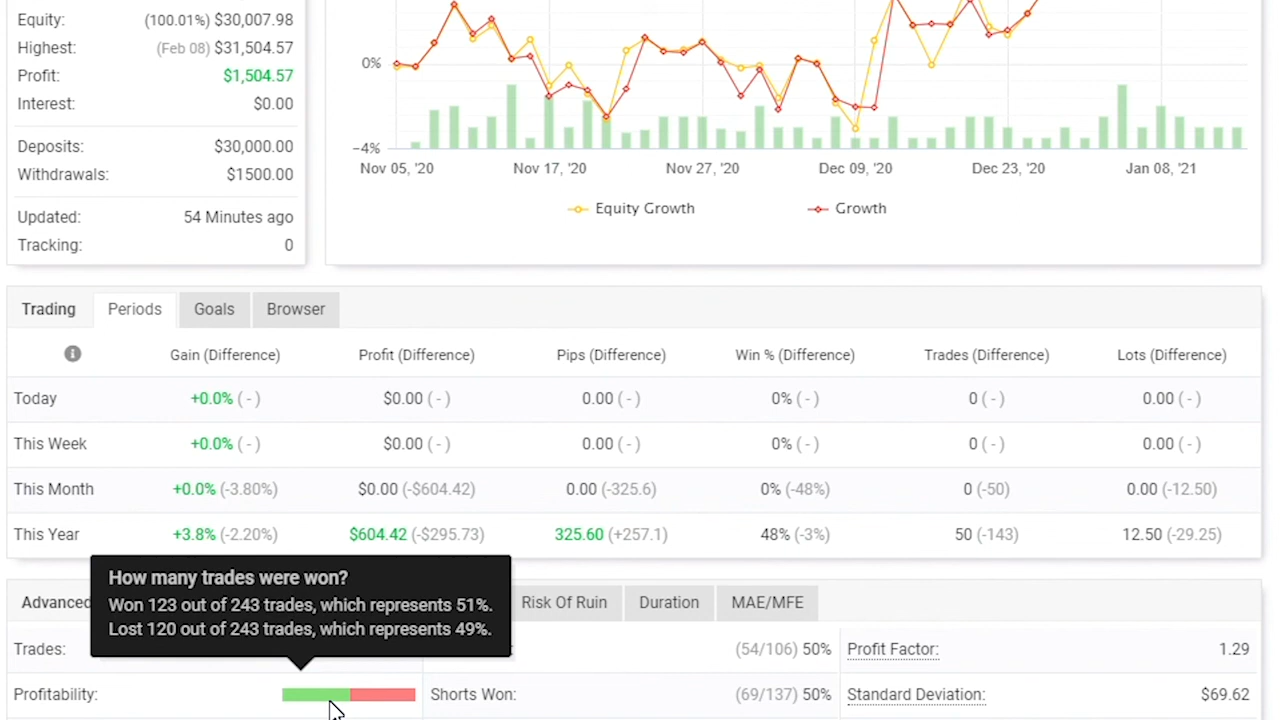 Equity: (100.01%) $30,007.98
Highest: (Feb 08) $31,504.57
Profit: $1,504.57
Interest: $0.00
Deposits: $30,000.00
Withdrawals: $1500.00
Updated: 54 Minutes ago
Tracking: 0
0%
-4%
Nov 05, '20 Nov 17, '20 Nov 27, '20 Dec 09, '20 Dec 23, '20 Jan 08, '21
Equity Growth Growth
Trading Periods Goals Browser
Gain (Difference) Profit (Difference) Pips (Difference) Win % (Difference) Trades (Difference) Lots (Difference)
Today +0.0% ( - ) $0.00 ( - ) 0.00 ( - ) 0% ( - ) 0 ( - ) 0.00 ( - )
This Week +0.0% ( - ) $0.00 ( - ) 0.00 ( - ) 0% ( - ) 0 ( - ) 0.00 ( - )
This Month +0.0% (-3.80%) $0.00 (-$604.42) 0.00 (-325.6) 0% (-48%) 0 (-50) 0.00 (-12.50)
This Year +3.8% (-2.20%) $604.42 (-$295.73) 325.60 (+257.1) 48% (-3%) 50 (-143) 12.50 (-29.25)
How many trades were won?
Won 123 out of 243 trades, which represents 51%.
Lost 120 out of 243 trades, which represents 49%.
Advanced Risk Of Ruin Duration MAE/MFE
Trades: (54/106) 50% Profit Factor: 1.29
Profitability: Shorts Won: (69/137) 50% Standard Deviation: $69.62